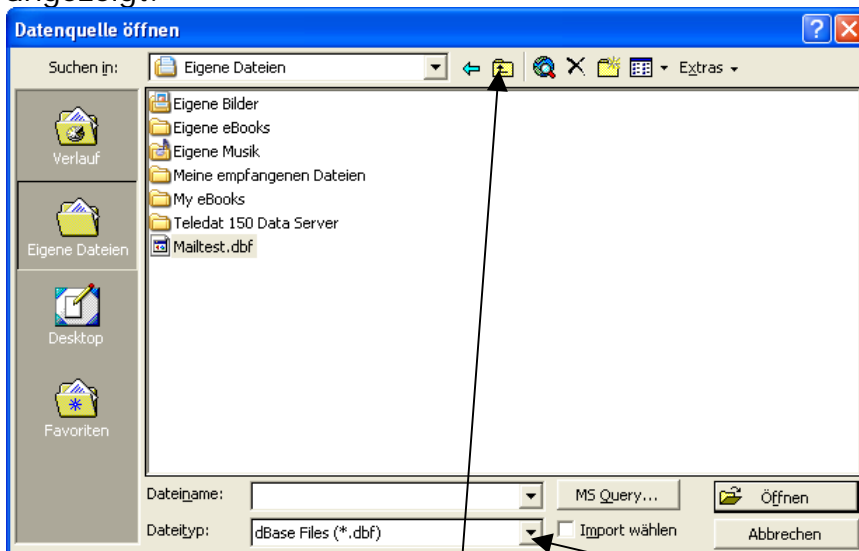 angezeigt.
Datenquelle öffnen
Suchen in: Eigene Dateien Extras
Eigene Bilder
Eigene eBooks
Eigene Musik
Meine empfangenen Dateien
My eBooks
Teledat 150 Data Server
Mailtest.dbf
Verlauf
Eigene Dateien
Desktop
Favoriten
Dateiname: MS Query... Öffnen
Dateityp: dBase Files (*.dbf) Import wählen Abbrechen